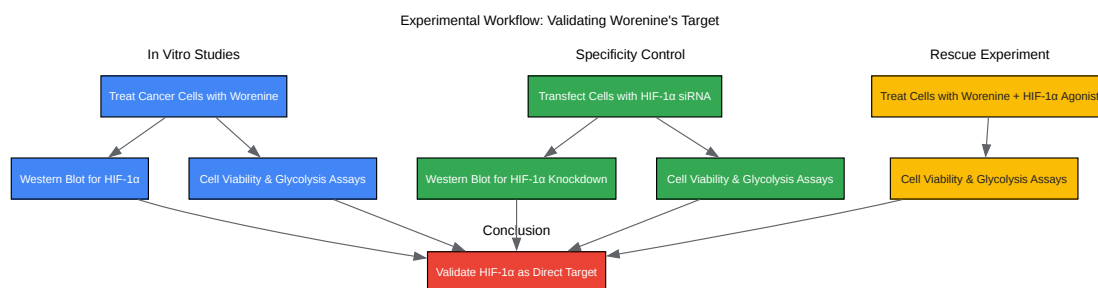 Experimental Workflow: Validating Worenine's Target
In Vitro Studies
Specificity Control
Rescue Experiment
Treat Cancer Cells with Worenine
Transfect Cells with HIF-1α siRNA
Treat Cells with Worenine + HIF-1α Agonist
Western Blot for HIF-1α
Cell Viability & Glycolysis Assays
Western Blot for HIF-1α Knockdown
Cell Viability & Glycolysis Assays
Cell Viability & Glycolysis Assays
Conclusion
Validate HIF-1α as Direct Target